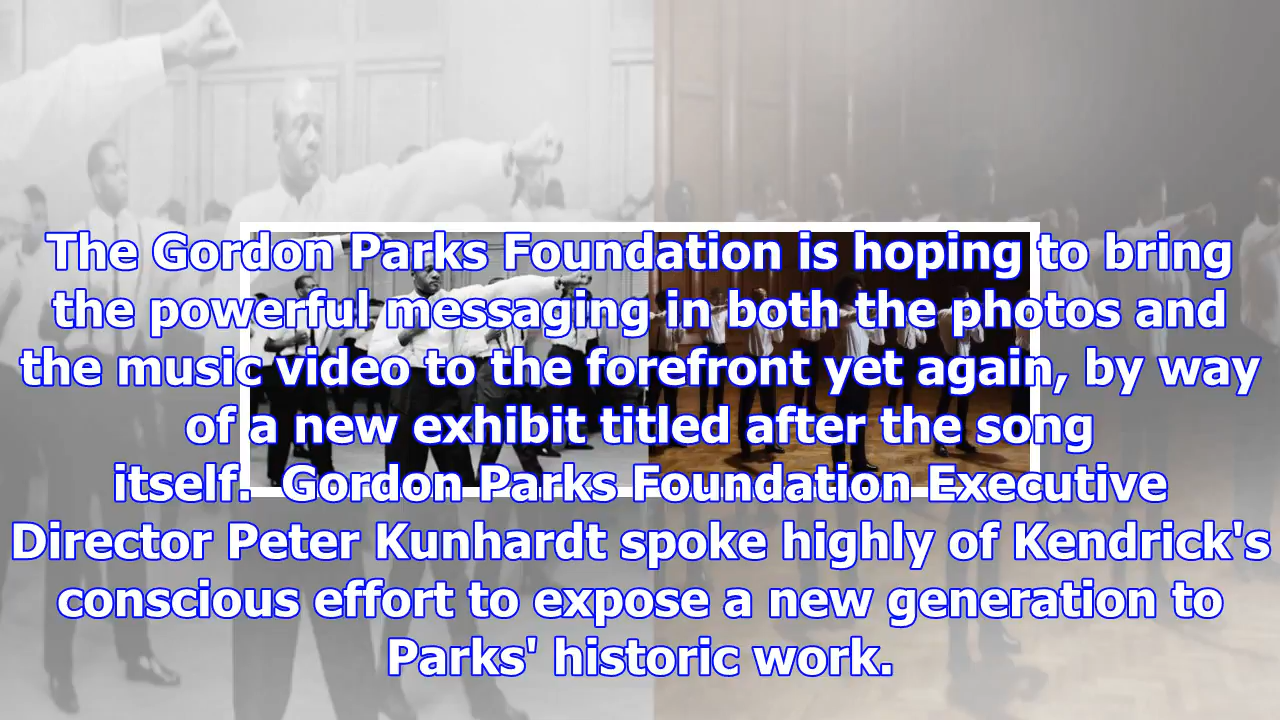 The Gordon Parks Foundation is hoping to bring
the powerful messaging in both the photos and
the music video to the forefront yet again, by way
of a new exhibit titled after the song
itself.  Gordon Parks Foundation Executive
Director Peter Kunhardt spoke highly of Kendrick's
conscious effort to expose a new generation to
Parks' historic work.